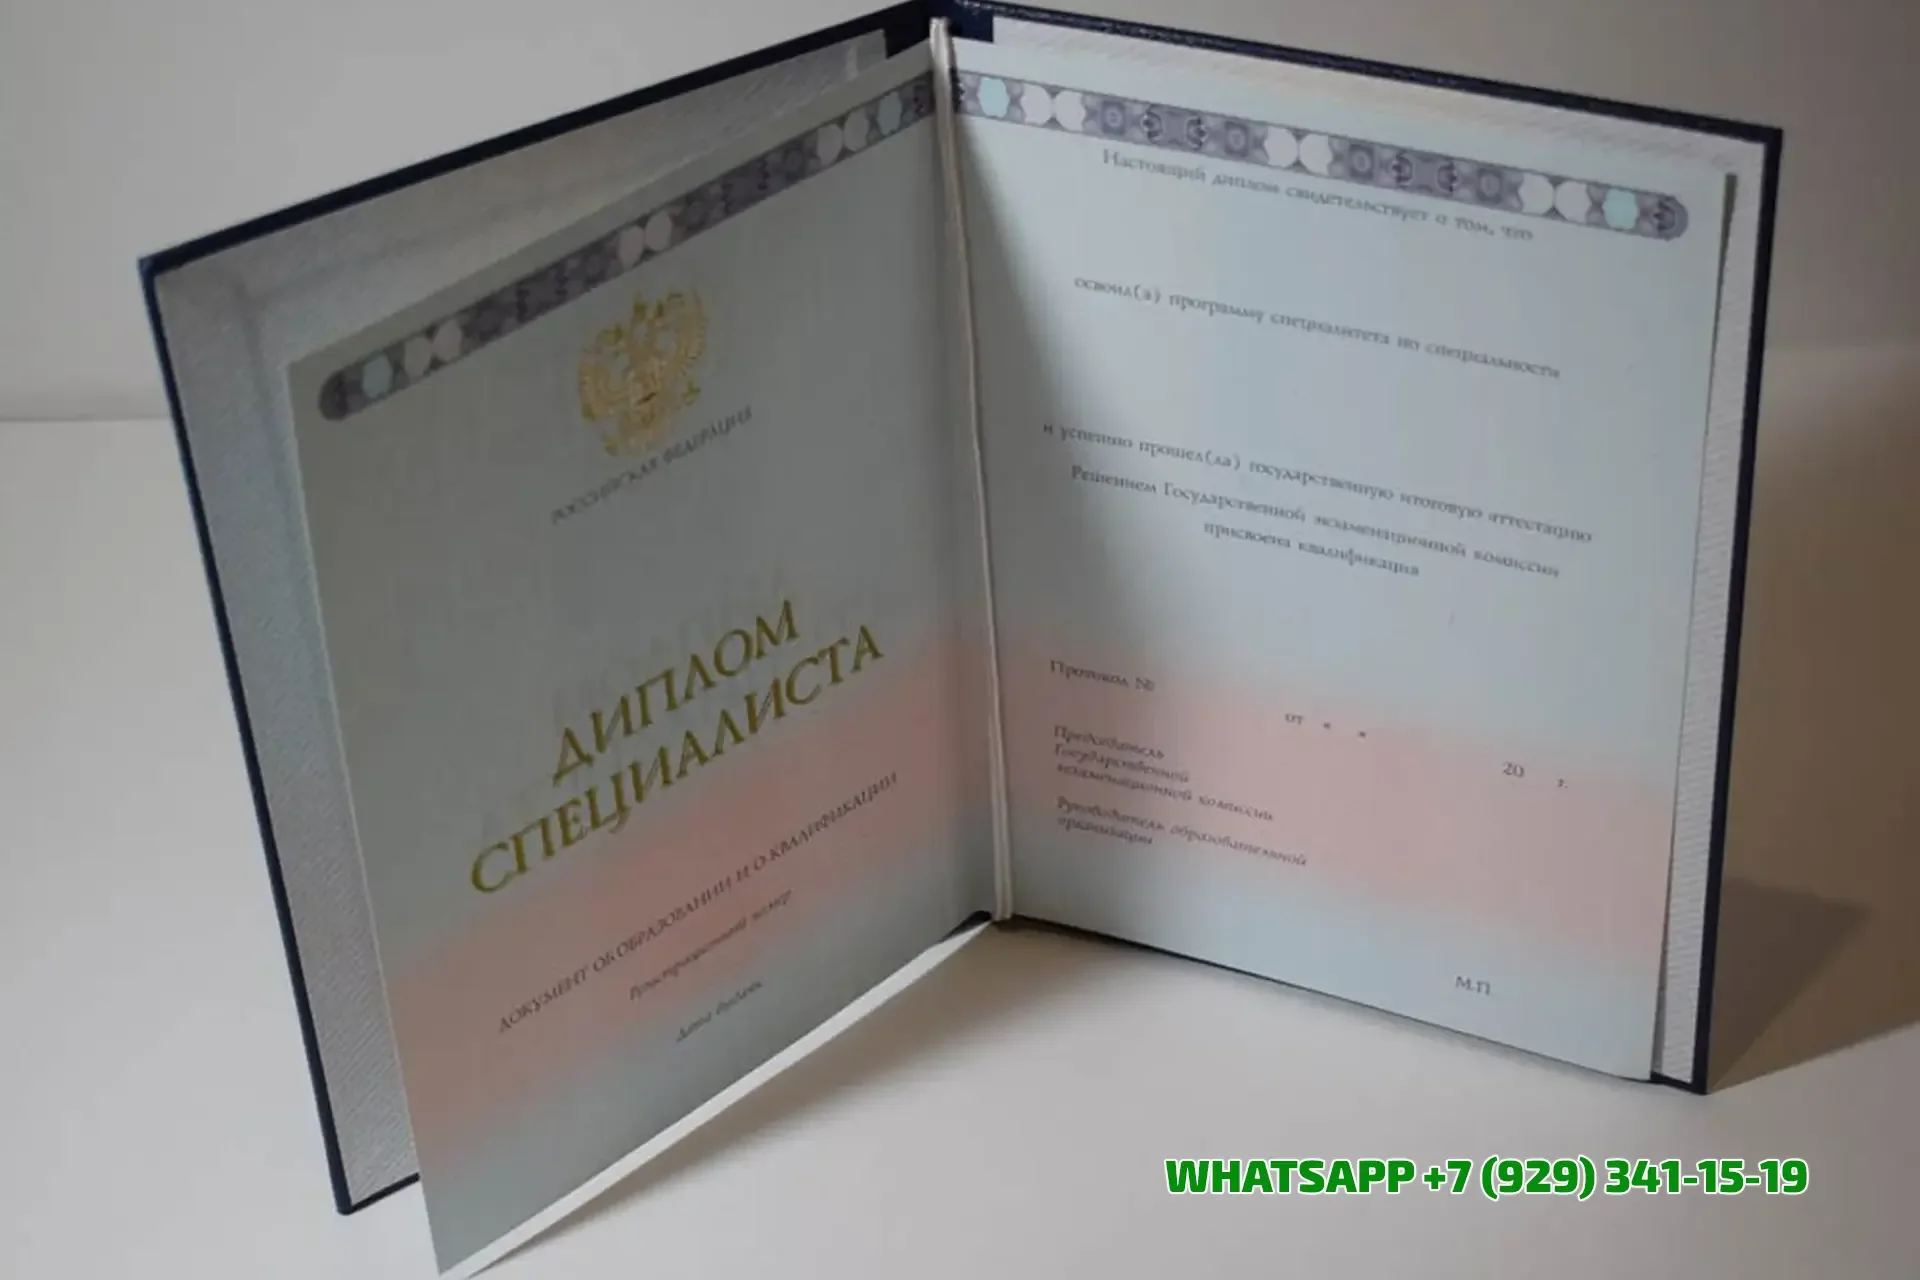 РОССИЙСКАЯ ФЕДЕРАЦИЯ
ДИПЛОМ
СПЕЦИАЛИСТА
ДОКУМЕНТ ОБ ОБРАЗОВАНИИ И О КВАЛИФИКАЦИИ
Регистрационный номер
Дата выдачи
Настоящий диплом свидетельствует о том, что
освоил(а) программу специалитета по специальности
и успешно прошел(ла) государственную итоговую аттестацию
Решением Государственной экзаменационной комиссии
присвоена квалификация
Протокол №
от « » 20 г.
Председатель
Государственной
экзаменационной комиссии
Руководитель образовательной
организации
М.П.
WHATSAPP +7 (929) 341-15-19